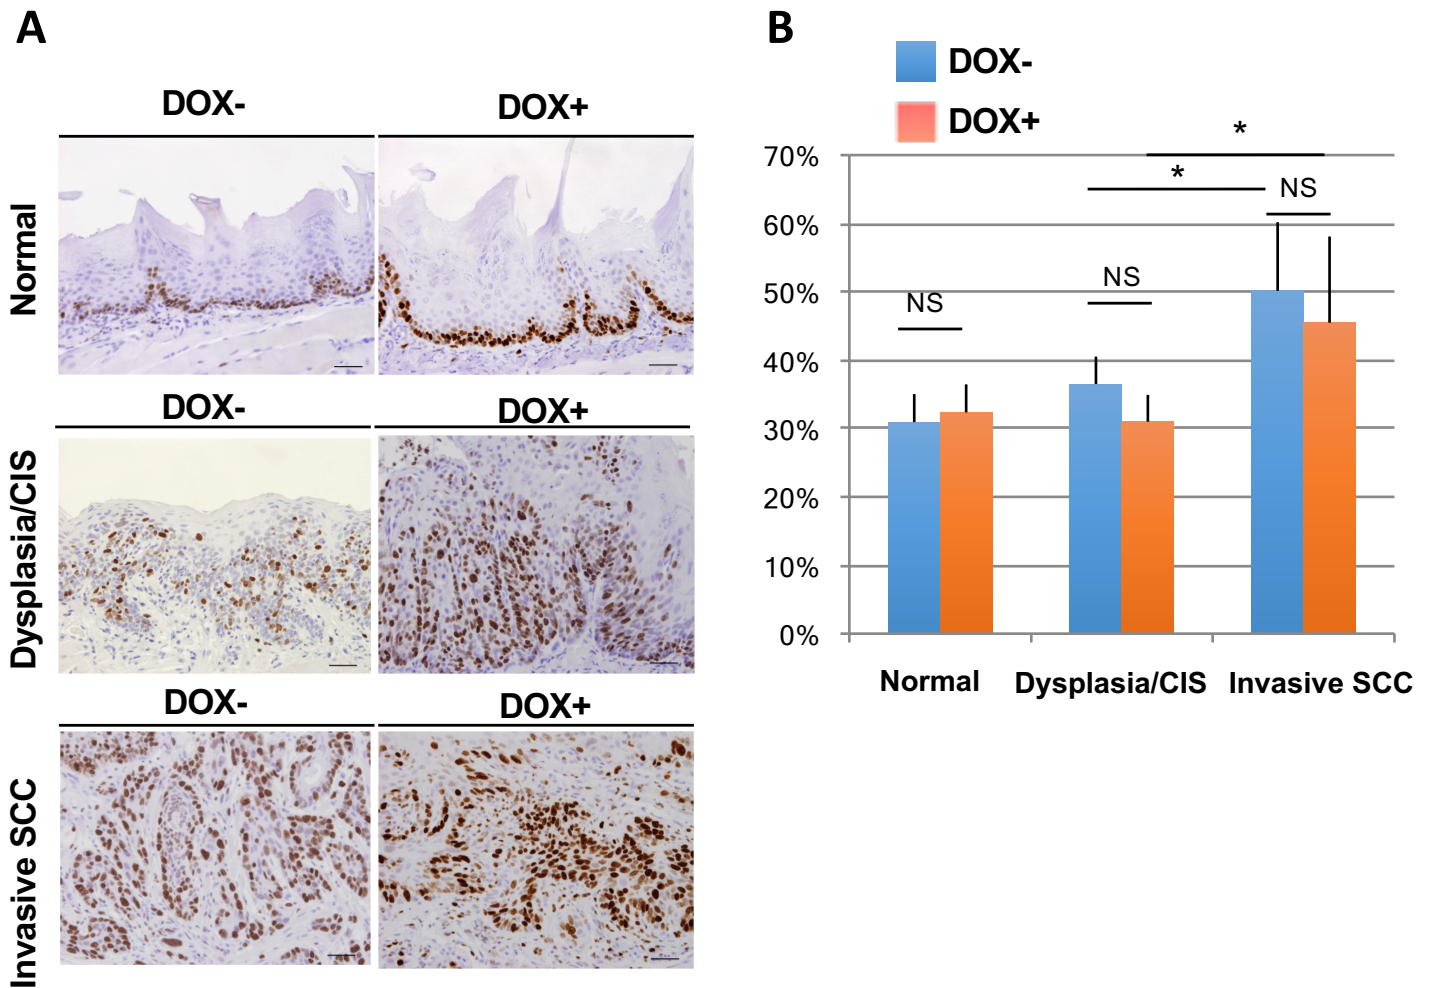 A
DOX-
DOX+
Normal
DOX-
DOX+
Dysplasia/CIS
DOX-
DOX+
Invasive SCC
B
DOX-
DOX+
*
*
NS
NS
NS
70%
60%
50%
40%
30%
20%
10%
0%
Normal
Dysplasia/CIS
Invasive SCC